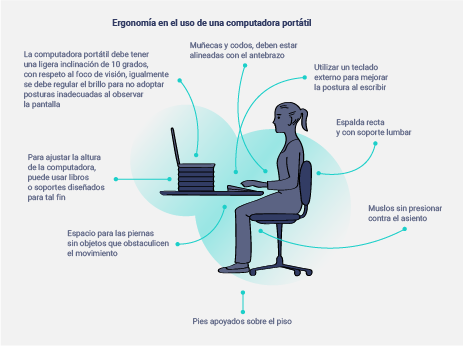 Ergonomía en el uso de una computadora portátil
La computadora portátil debe tener
una ligera inclinación de 10 grados,
con respeto al foco de visión, igualmente
se debe regular el brillo para no adoptar
posturas inadecuadas al observar
la pantalla
Muñecas y codos, deben estar
alineadas con el antebrazo
Utilizar un teclado
externo para mejorar
la postura al escribir
Espalda recta
y con soporte lumbar
Para ajustar la altura
de la computadora,
puede usar libros
o soportes diseñados
para tal fin
Muslos sin presionar
contra el asiento
Espacio para las piernas
sin objetos que obstaculicen
el movimiento
Pies apoyados sobre el piso